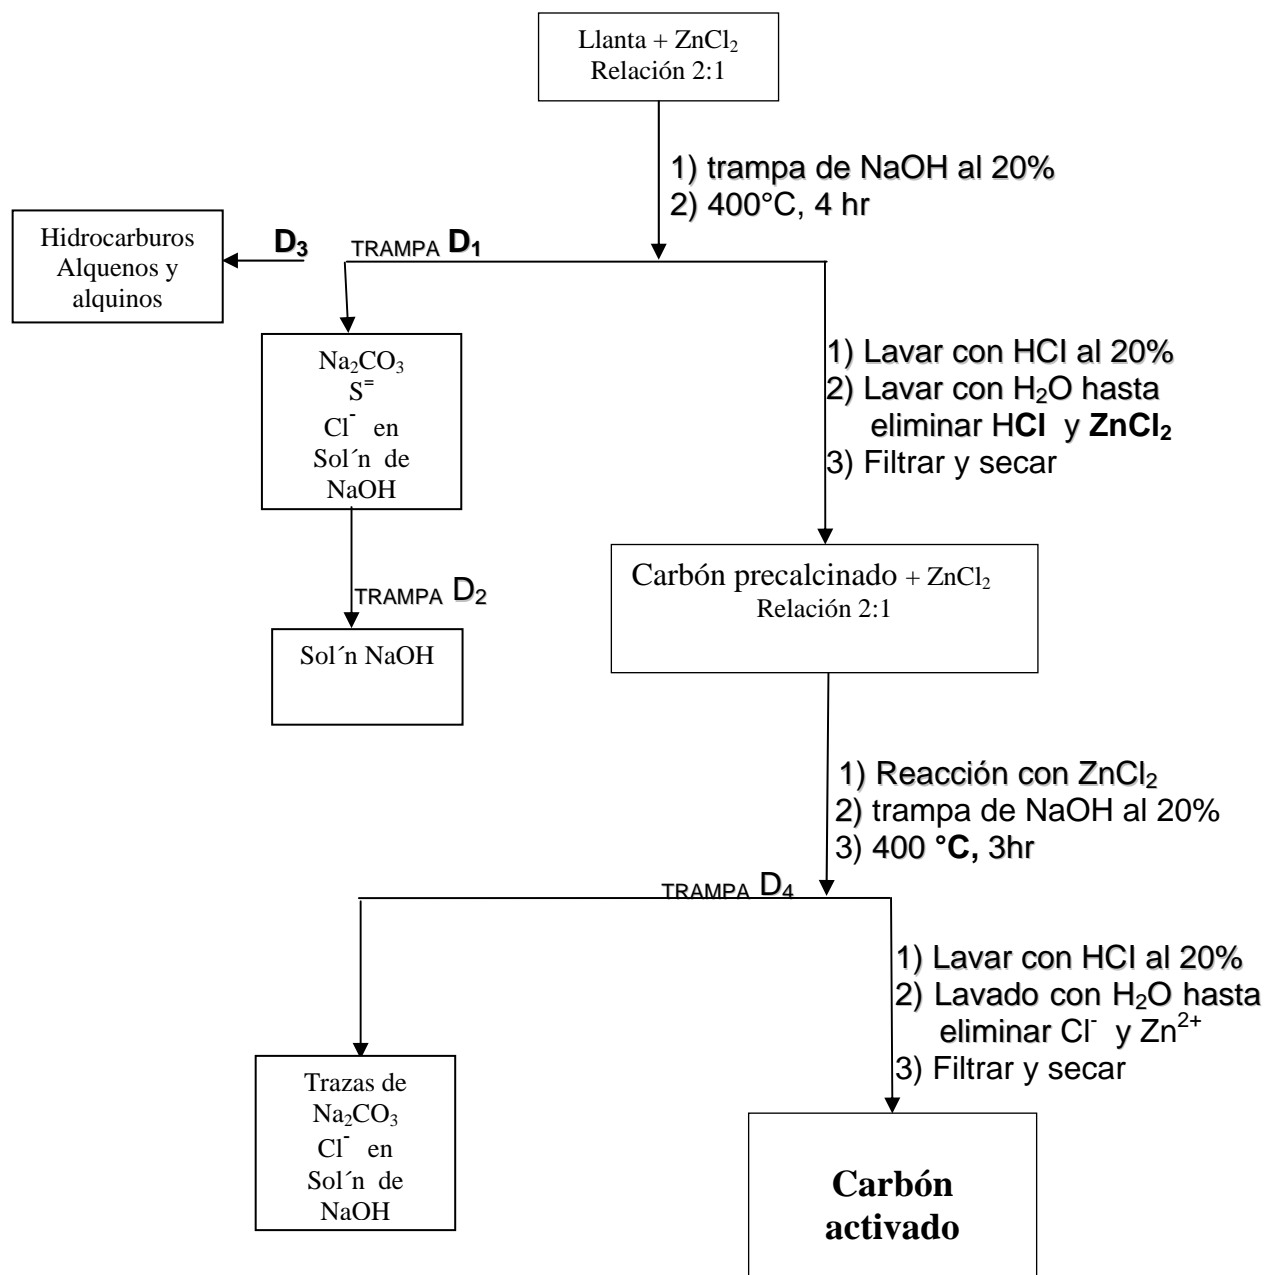 Llanta + ZnCl₂
Relación 2:1
1) trampa de NaOH al 20%
2) 400°C, 4 hr
Hidrocarburos
Alquenos y
alquinos
D₃
TRAMPA D₁
Na₂CO₃
S⁼
Cl⁻ en
Sol´n de
NaOH
1) Lavar con HCl al 20%
2) Lavar con H₂O hasta
eliminar HCl y ZnCl₂
3) Filtrar y secar
TRAMPA D₂
Sol´n NaOH
Carbón precalcinado + ZnCl₂
Relación 2:1
1) Reacción con ZnCl₂
2) trampa de NaOH al 20%
3) 400 °C, 3hr
TRAMPA D₄
1) Lavar con HCl al 20%
2) Lavado con H₂O hasta
eliminar Cl⁻ y Zn²⁺
3) Filtrar y secar
Trazas de
Na₂CO₃
Cl⁻ en
Sol´n de
NaOH
Carbón
activado